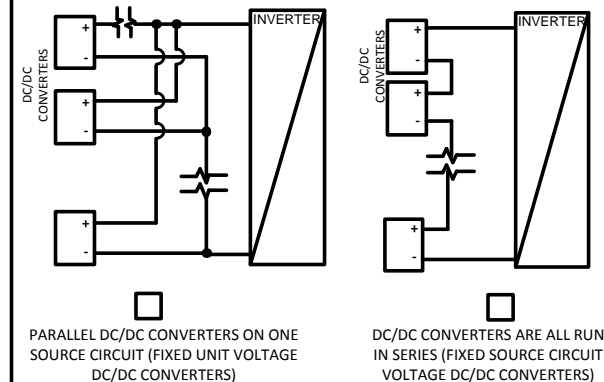 DC/DC
CONVERTERS
+
-
+
-
+
-
INVERTER
PARALLEL DC/DC CONVERTERS ON ONE
SOURCE CIRCUIT (FIXED UNIT VOLTAGE
DC/DC CONVERTERS)
DC/DC
CONVERTERS
+
-
+
-
+
-
INVERTER
DC/DC CONVERTERS ARE ALL RUN
IN SERIES (FIXED SOURCE CIRCUIT
VOLTAGE DC/DC CONVERTERS)